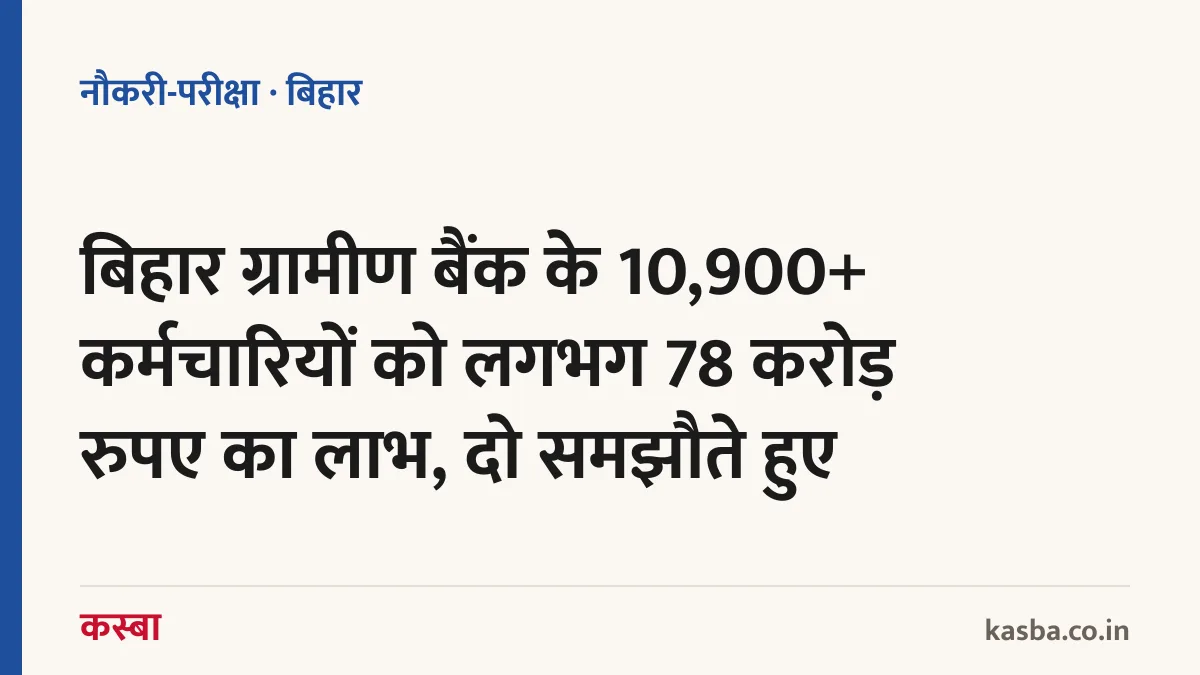 नौकरी-परीक्षा · बिहार
बिहार ग्रामीण बैंक के 10,900+
कर्मचारियों को लगभग 78 करोड़
रुपए का लाभ, दो समझौते हुए
कस्बा
kasba.co.in